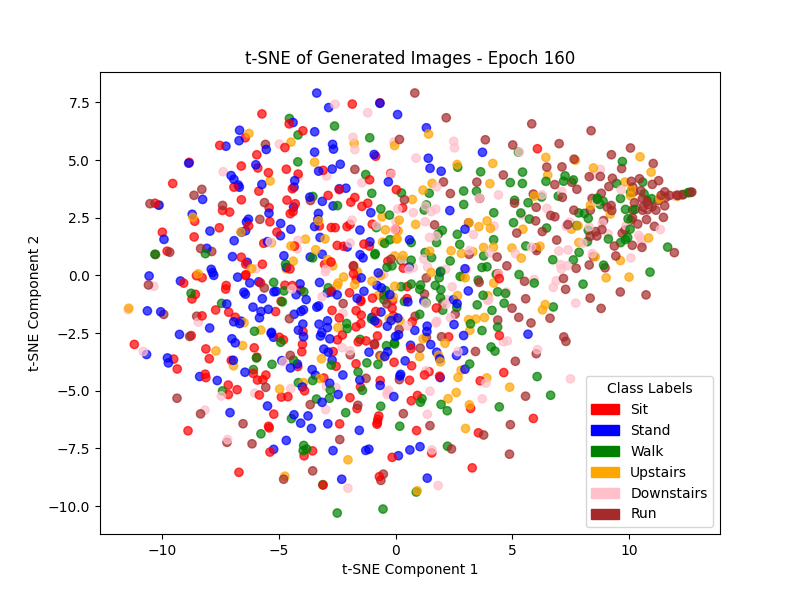 t-SNE of Generated Images - Epoch 160
7.5
5.0
2.5
0.0
−2.5
−5.0
−7.5
−10.0
t-SNE Component 2
−10
−5
0
5
10
t-SNE Component 1
Class Labels
Sit
Stand
Walk
Upstairs
Downstairs
Run